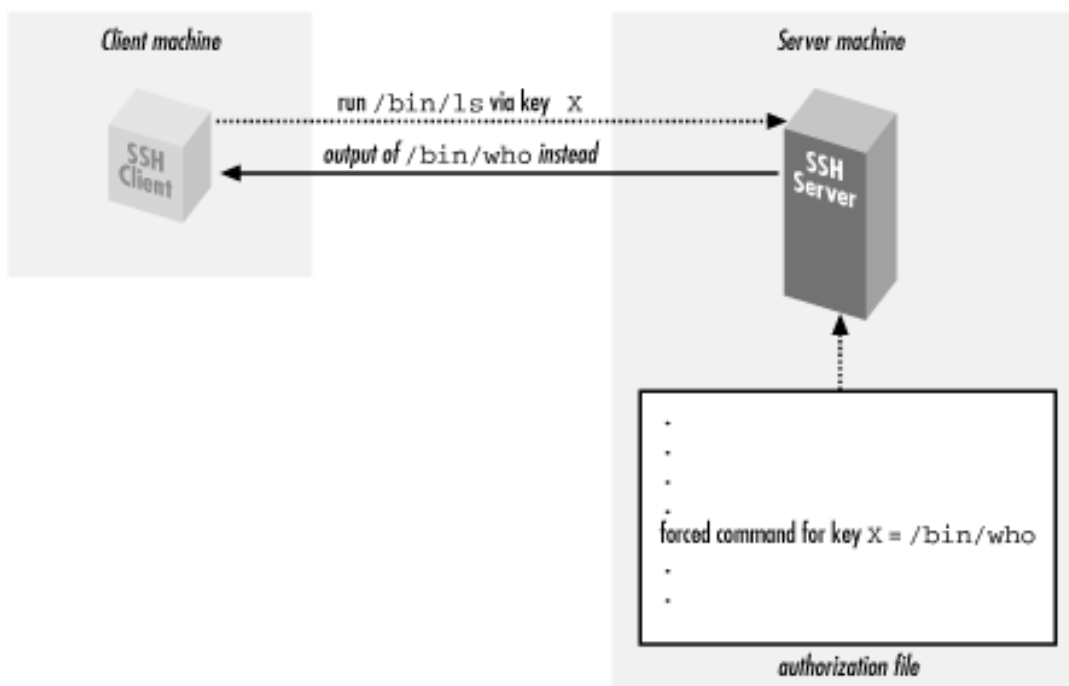 Client machine
Server machine
run /bin/ls via key X
output of /bin/who instead
SSH
Client
SSH
Server
.
.
.
.
forced command for key X = /bin/who
.
.
authorization file